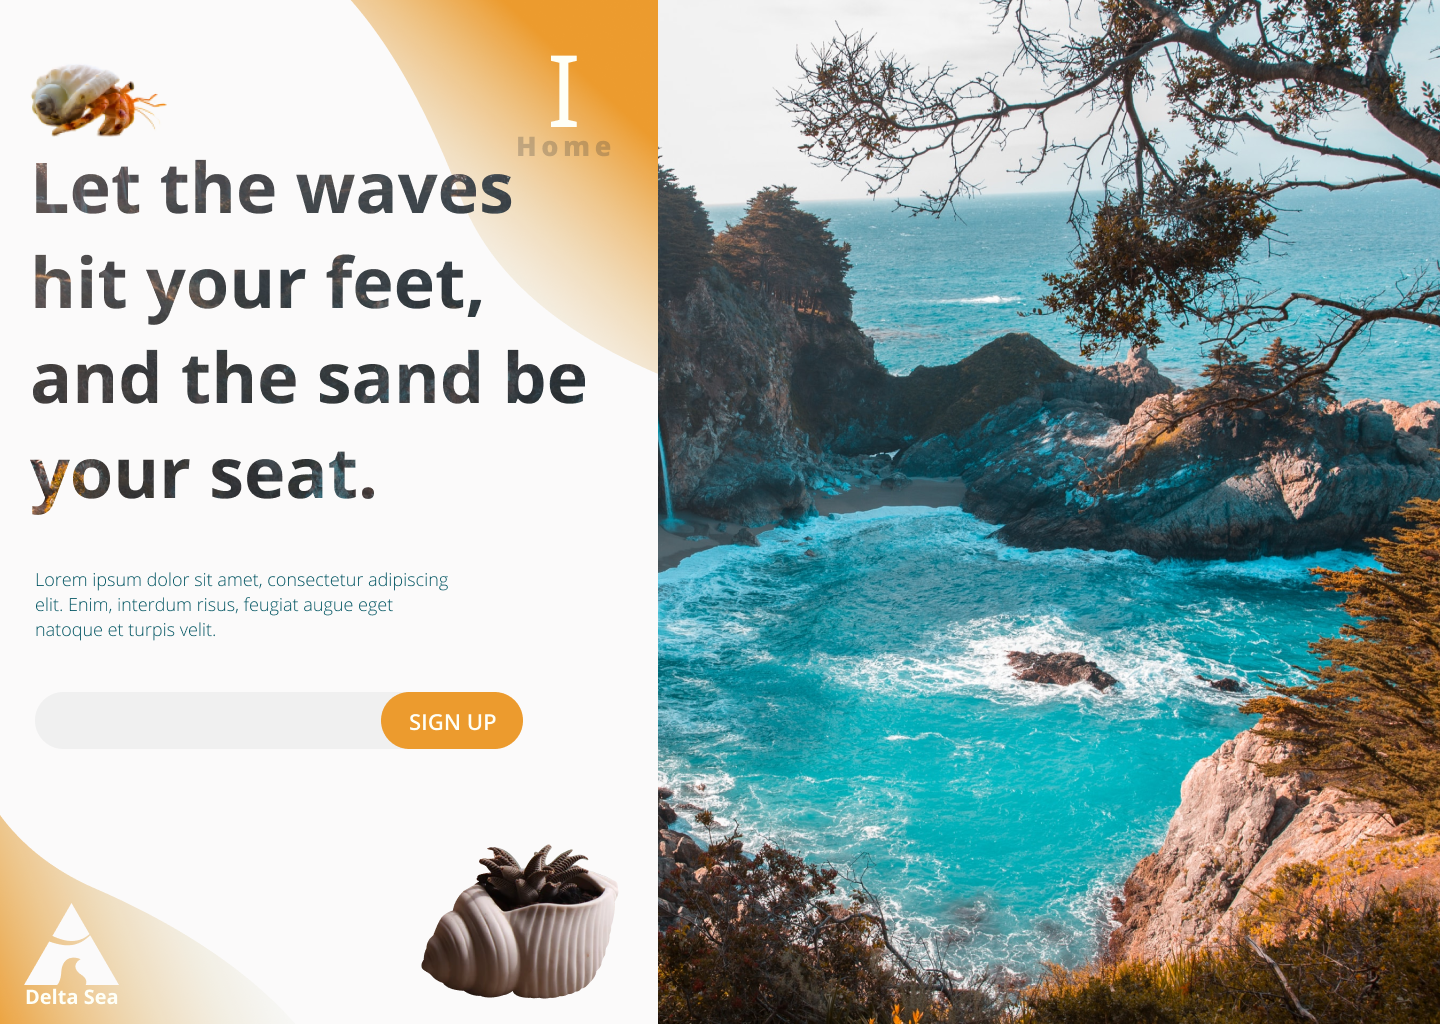 I
Home
Let the waves
hit your feet,
and the sand be
your seat.
Lorem ipsum dolor sit amet, consectetur adipiscing
elit. Enim, interdum risus, feugiat augue eget
natoque et turpis velit.
SIGN UP
Delta Sea